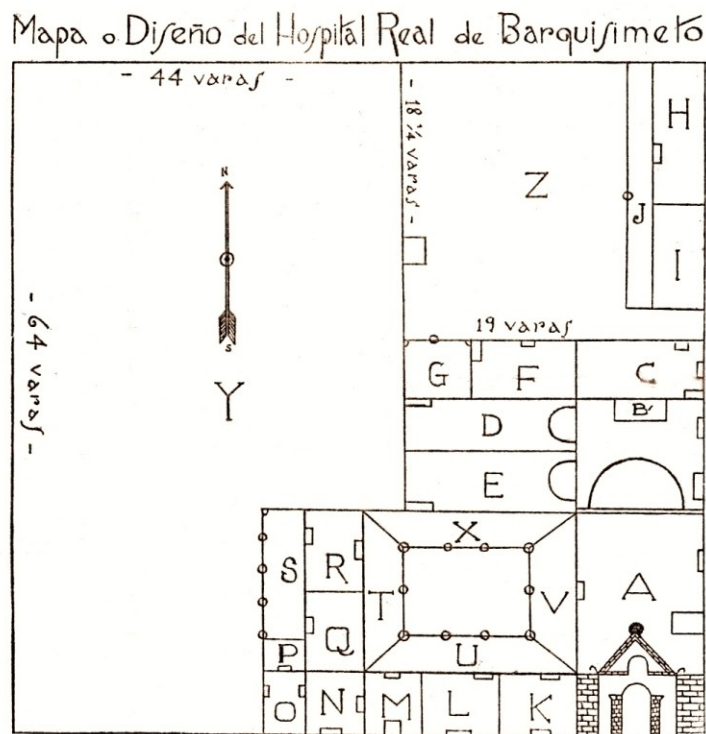 Mapa o Diſeño del Hoſpital Real de Barquiſimeto
- 44 varaſ -
- 18 ¼ varaſ -
H
Z
J
N
I
- 64 varaſ -
19 varaſ
S
G F C
Y
B'
D
E
X
S R T V A
Q
P U
O N M L K